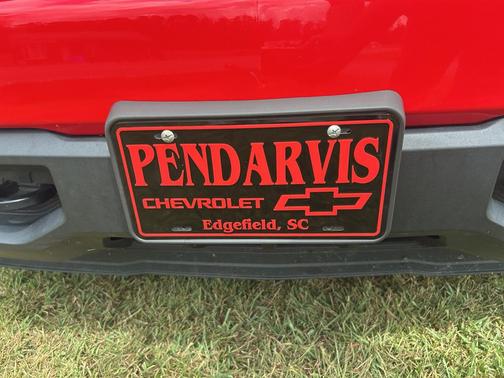 PENDARVIS
CHEVROLET
Edgefield, SC